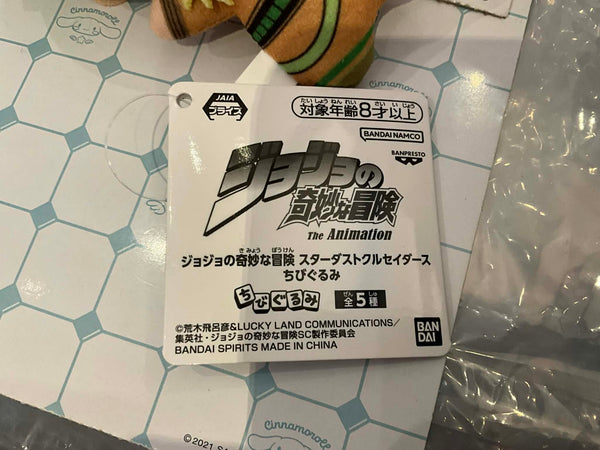 Cinnamoroll
Cinnamoroll
JAIA
プライズ
たいしょうねんれい さい いじょう
対象年齢8才以上
BANDAI NAMCO
BANPRESTO
ジョジョの
奇妙な冒険
The Animation
きみょう ぼうけん
ジョジョの奇妙な冒険 スターダストクルセイダース
ちびぐるみ
ちびぐるみ
ぜん しゅ
全5種
©荒木飛呂彦&LUCKY LAND COMMUNICATIONS/
集英社・ジョジョの奇妙な冒険SC製作委員会
BANDAI SPIRITS MADE IN CHINA
BAN
DAI
Cinnamoroll
© 2021